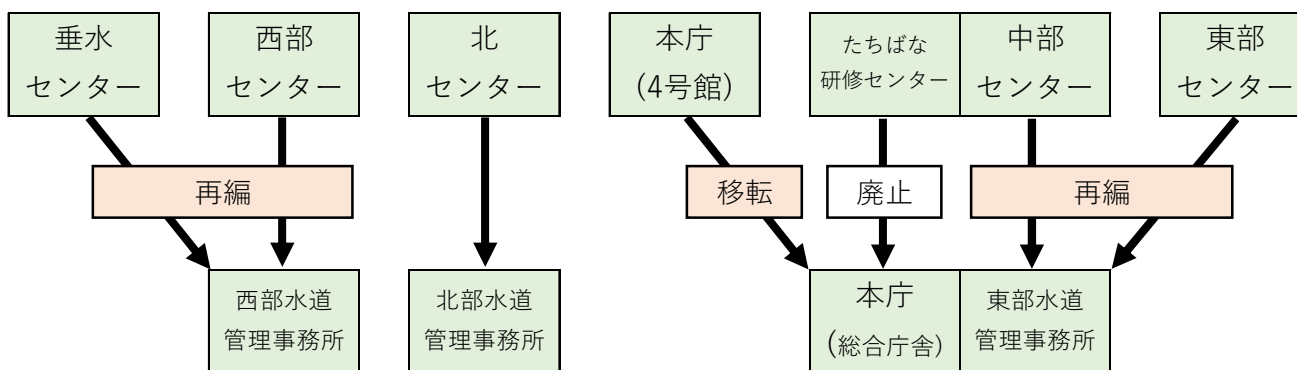 垂水
センター
西部
センター
北
センター
本庁
(4号館)
たちばな
研修センター
中部
センター
東部
センター
再編
移転
廃止
再編
西部水道
管理事務所
北部水道
管理事務所
本庁
(総合庁舎)
東部水道
管理事務所